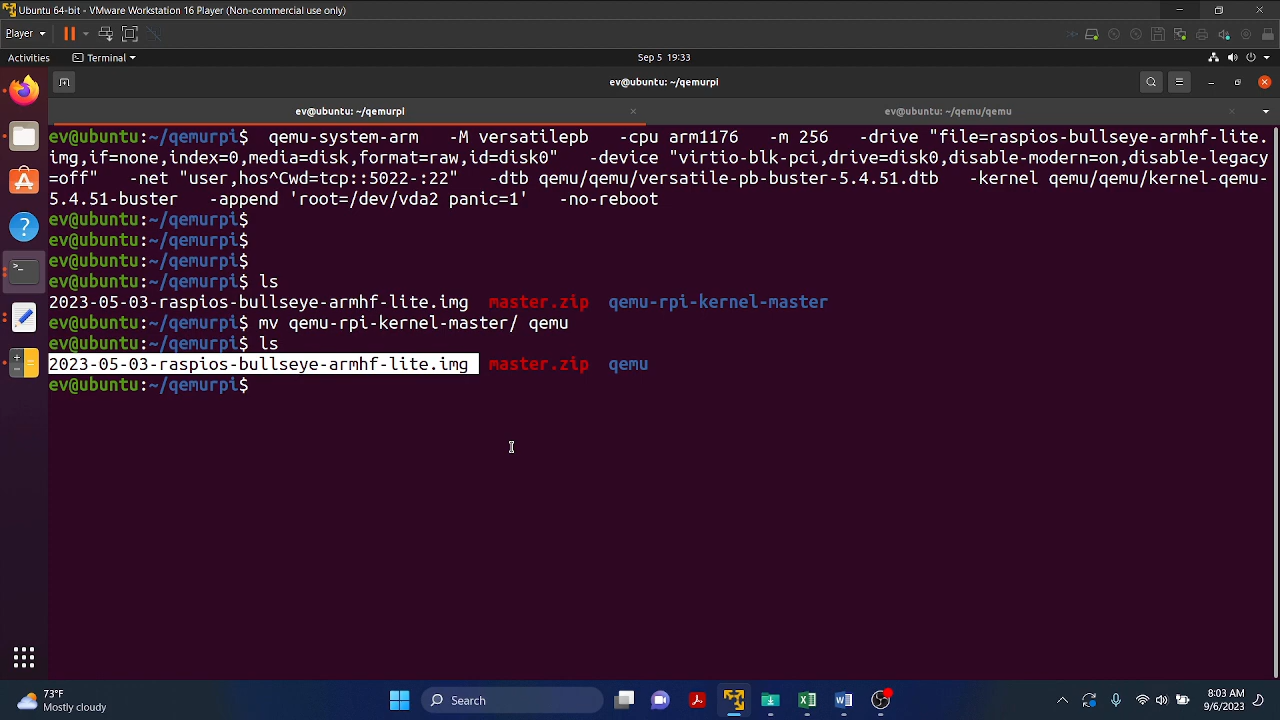 Ubuntu 64-bit - VMware Workstation 16 Player (Non-commercial use only)
Player
Activities
Terminal
Sep 5 19:33
ev@ubuntu: ~/qemurpi
ev@ubuntu: ~/qemurpi
ev@ubuntu: ~/qemu/qemu
ev@ubuntu:~/qemurpi$  qemu-system-arm   -M versatilepb   -cpu arm1176   -m 256   -drive "file=raspios-bullseye-armhf-lite.
img,if=none,index=0,media=disk,format=raw,id=disk0"   -device "virtio-blk-pci,drive=disk0,disable-modern=on,disable-legacy
=off"   -net "user,hos^Cwd=tcp::5022-:22"   -dtb qemu/qemu/versatile-pb-buster-5.4.51.dtb   -kernel qemu/qemu/kernel-qemu-
5.4.51-buster   -append 'root=/dev/vda2 panic=1'   -no-reboot
ev@ubuntu:~/qemurpi$
ev@ubuntu:~/qemurpi$
ev@ubuntu:~/qemurpi$
ev@ubuntu:~/qemurpi$ ls
2023-05-03-raspios-bullseye-armhf-lite.img  master.zip  qemu-rpi-kernel-master
ev@ubuntu:~/qemurpi$ mv qemu-rpi-kernel-master/ qemu
ev@ubuntu:~/qemurpi$ ls
2023-05-03-raspios-bullseye-armhf-lite.img  master.zip  qemu
ev@ubuntu:~/qemurpi$
73°F
Mostly cloudy
Search
8:03 AM
9/6/2023